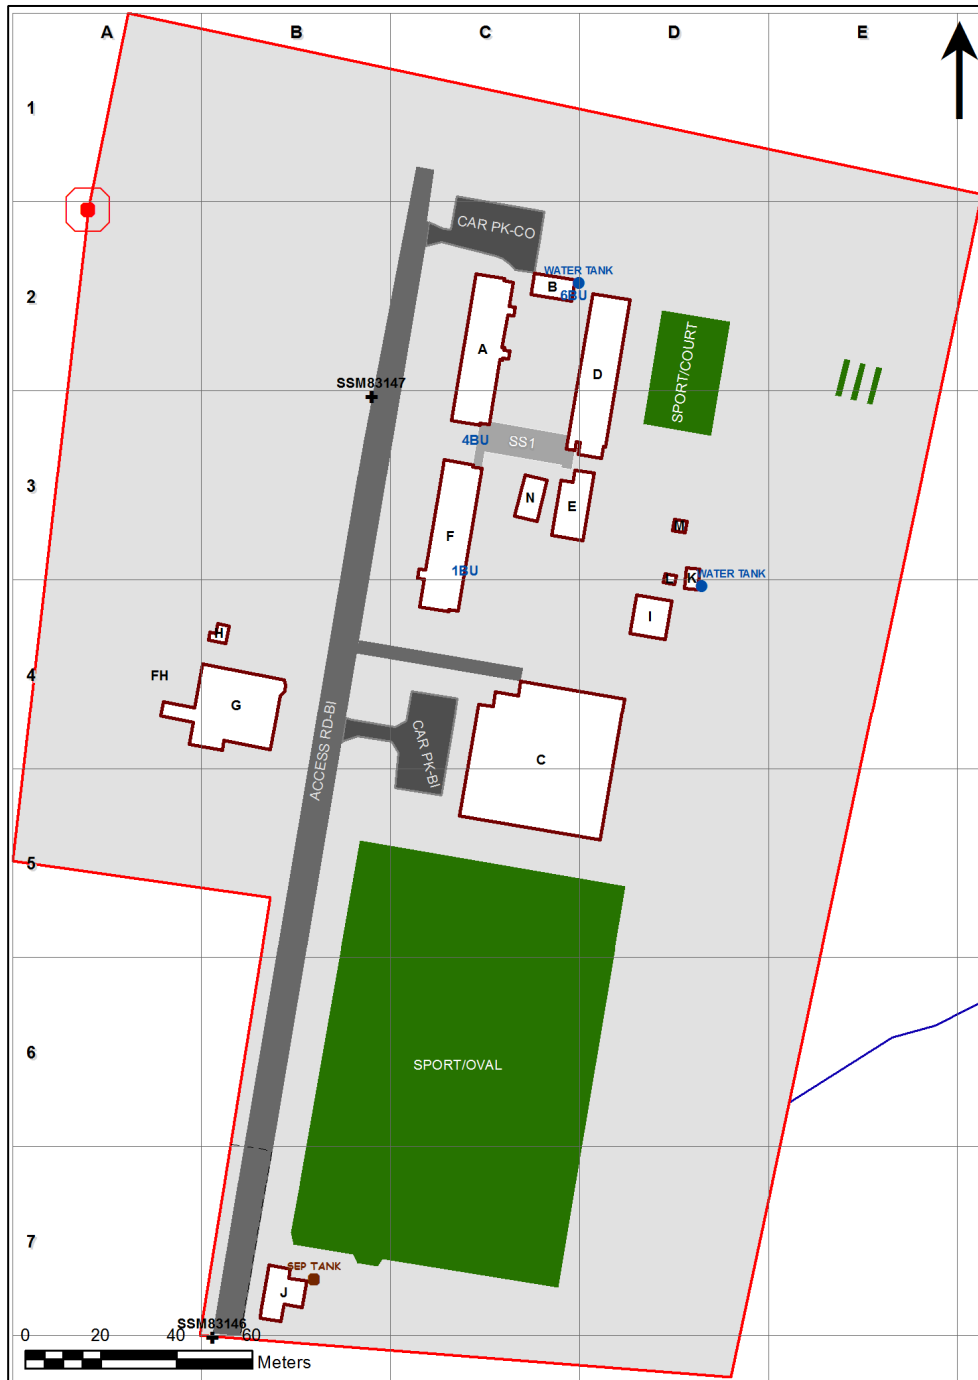 A B C D E
1
CAR PK-CO
WATER TANK
2
B
6BU
A
D
SPORT/COURT
SSM83147
4BU
SS1
3
N
E
F
M
1BU
L
K
WATER TANK
I
H
4
FH
G
ACCESS RD-BI
CAR PK-BI
C
5
6
SPORT/OVAL
7
SEP TANK
J
SSM83146
0 20 40 60
Meters